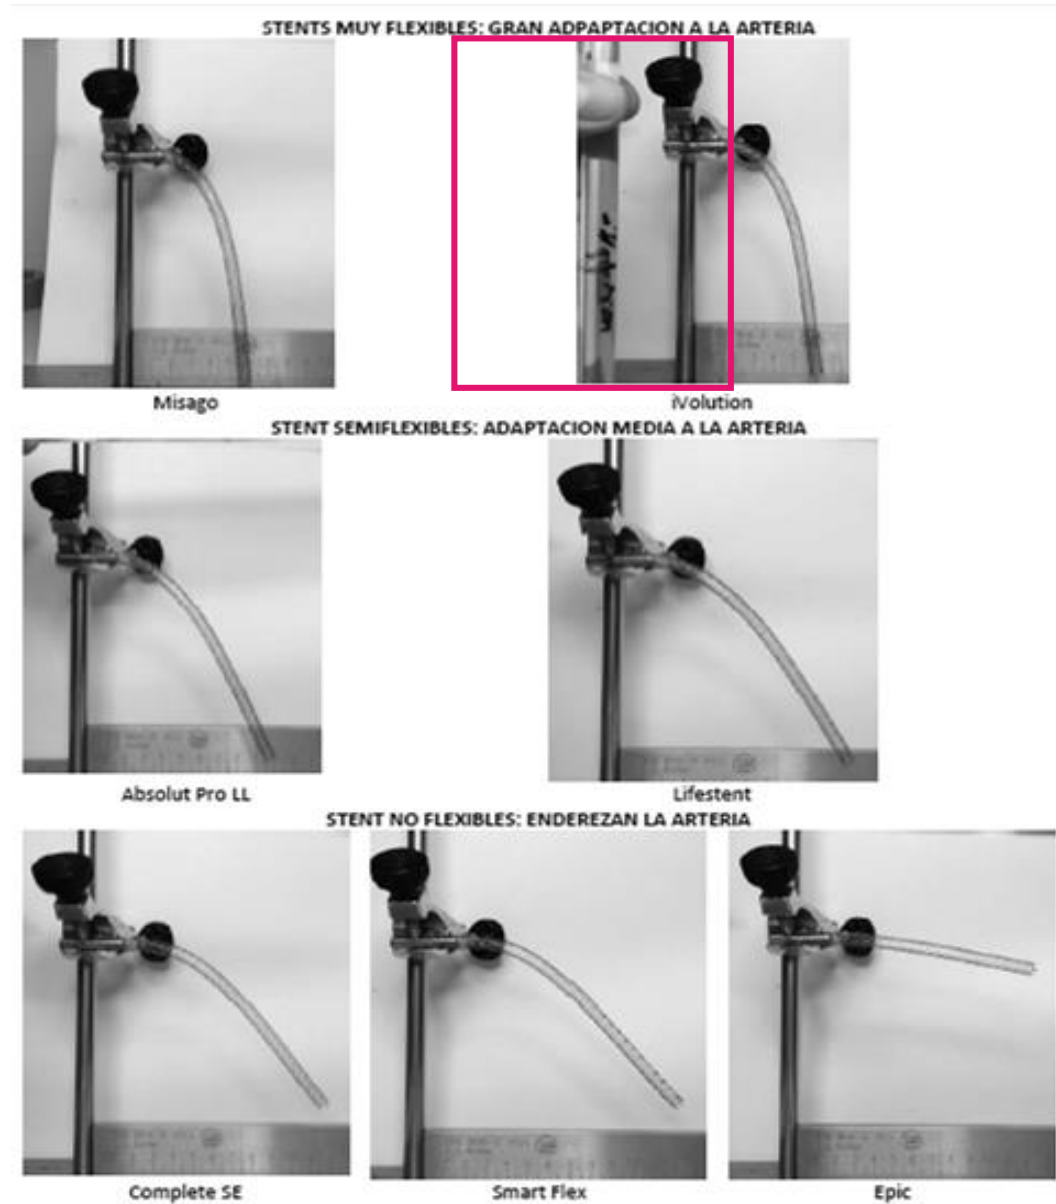 STENTS MUY FLEXIBLES: GRAN ADPAPTACION A LA ARTERIA
Misago
iVolution
STENT SEMIFLEXIBLES: ADAPTACION MEDIA A LA ARTERIA
Absolut Pro LL
Lifestent
STENT NO FLEXIBLES: ENDEREZAN LA ARTERIA
Complete SE
Smart Flex
Epic